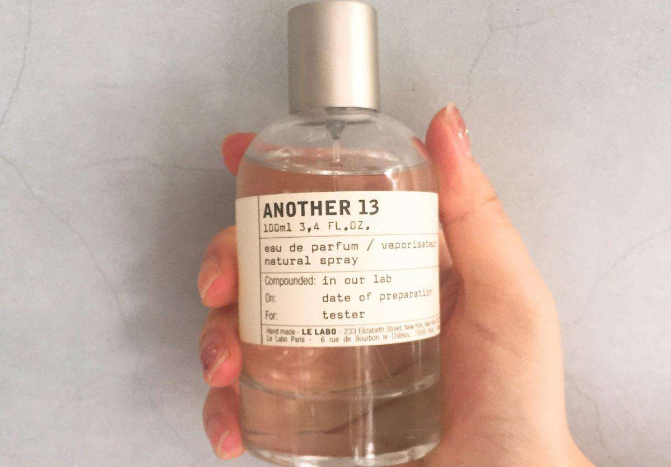 ANOTHER 13
100ml 3,4 FL.OZ.
eau de parfum / vaporisateur
natural spray
Compounded: in our lab
On: date of preparation
For: tester
Hand made - LE LABO - 233 Elizabeth Street, New York, New
Le Labo Paris - 6 rue de Bourbon le Château,